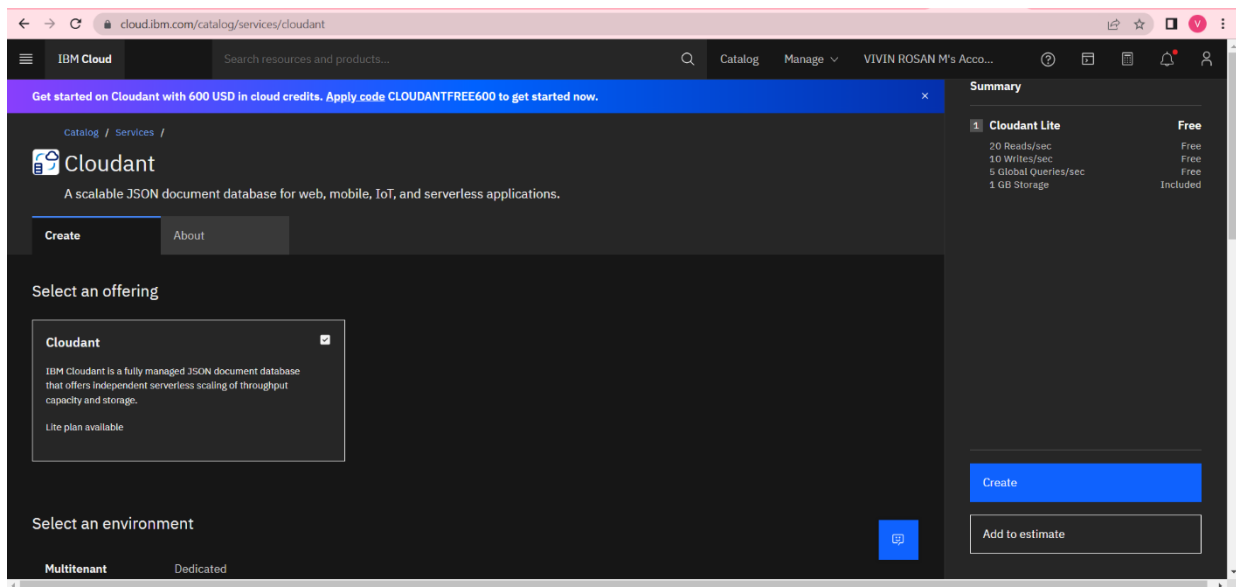 cloud.ibm.com/catalog/services/cloudant
V
IBM Cloud
Search resources and products...
Catalog
Manage
VIVIN ROSAN M's Acco...
Get started on Cloudant with 600 USD in cloud credits. Apply code CLOUDANTFREE600 to get started now.
Catalog / Services /
Cloudant
A scalable JSON document database for web, mobile, IoT, and serverless applications.
Create
About
Select an offering
Cloudant
IBM Cloudant is a fully managed JSON document database
that offers independent serverless scaling of throughput
capacity and storage.
Lite plan available
Select an environment
Multitenant
Dedicated
Summary
1 Cloudant Lite Free
20 Reads/sec Free
10 Writes/sec Free
5 Global Queries/sec Free
1 GB Storage Included
Create
Add to estimate